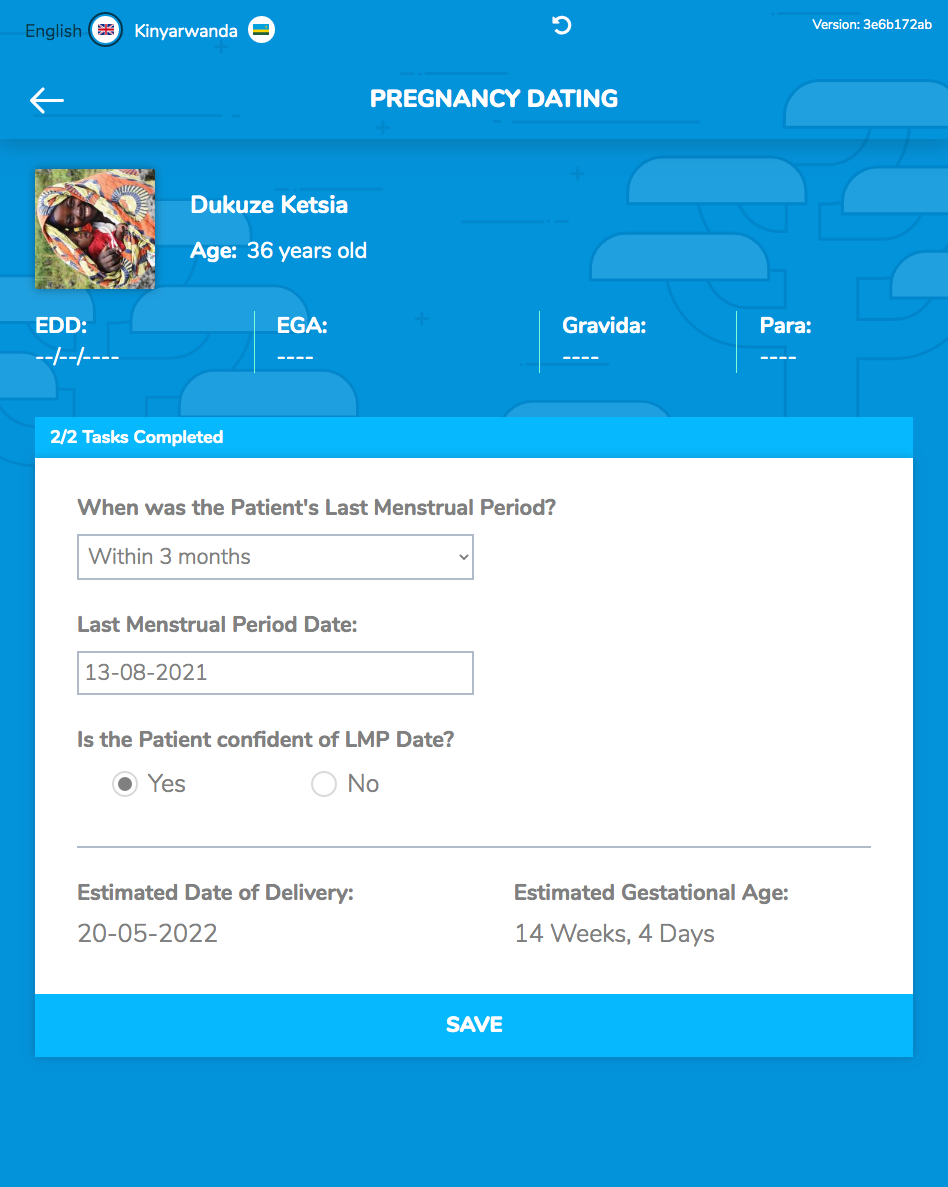 English Kinyarwanda Version: 3e6b172ab
PREGNANCY DATING
Dukuze Ketsia
Age: 36 years old
EDD: EGA: Gravida: Para:
--/--/---- ---- ---- ----
2/2 Tasks Completed
When was the Patient's Last Menstrual Period?
Within 3 months
Last Menstrual Period Date:
13-08-2021
Is the Patient confident of LMP Date?
Yes No
Estimated Date of Delivery: Estimated Gestational Age:
20-05-2022 14 Weeks, 4 Days
SAVE